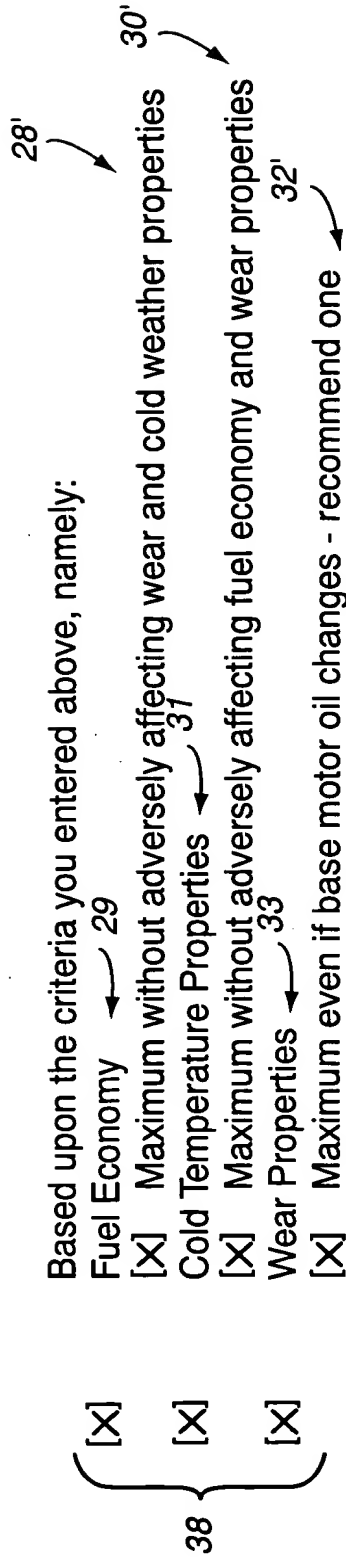 Based upon the criteria you entered above, namely:
[X] Fuel Economy 29
28'
[X] Maximum without adversely affecting wear and cold weather properties
[X] Cold Temperature Properties 31
30'
[X] Maximum without adversely affecting fuel economy and wear properties
[X] Wear Properties 33
32'
[X] Maximum even if base motor oil changes - recommend one
38